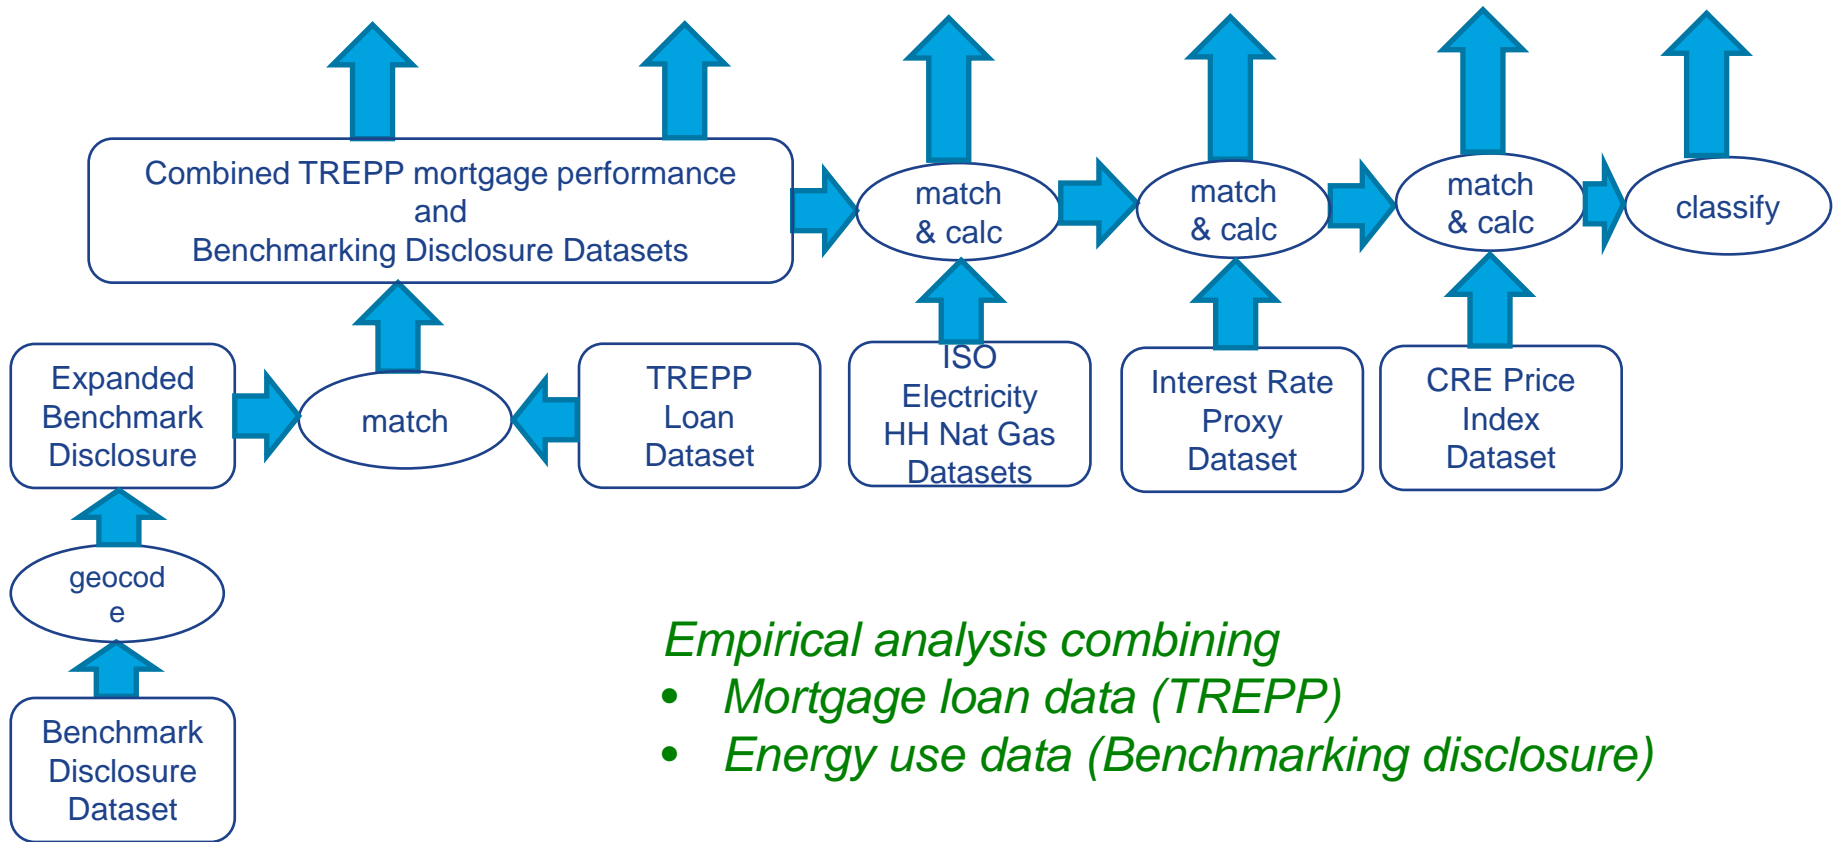 Combined TREPP mortgage performance
and
Benchmarking Disclosure Datasets
match
& calc
match
& calc
match
& calc
classify
Expanded
Benchmark
Disclosure
match
TREPP
Loan
Dataset
ISO
Electricity
HH Nat Gas
Datasets
Interest Rate
Proxy
Dataset
CRE Price
Index
Dataset
geocod
e
Benchmark
Disclosure
Dataset
Empirical analysis combining
• Mortgage loan data (TREPP)
• Energy use data (Benchmarking disclosure)